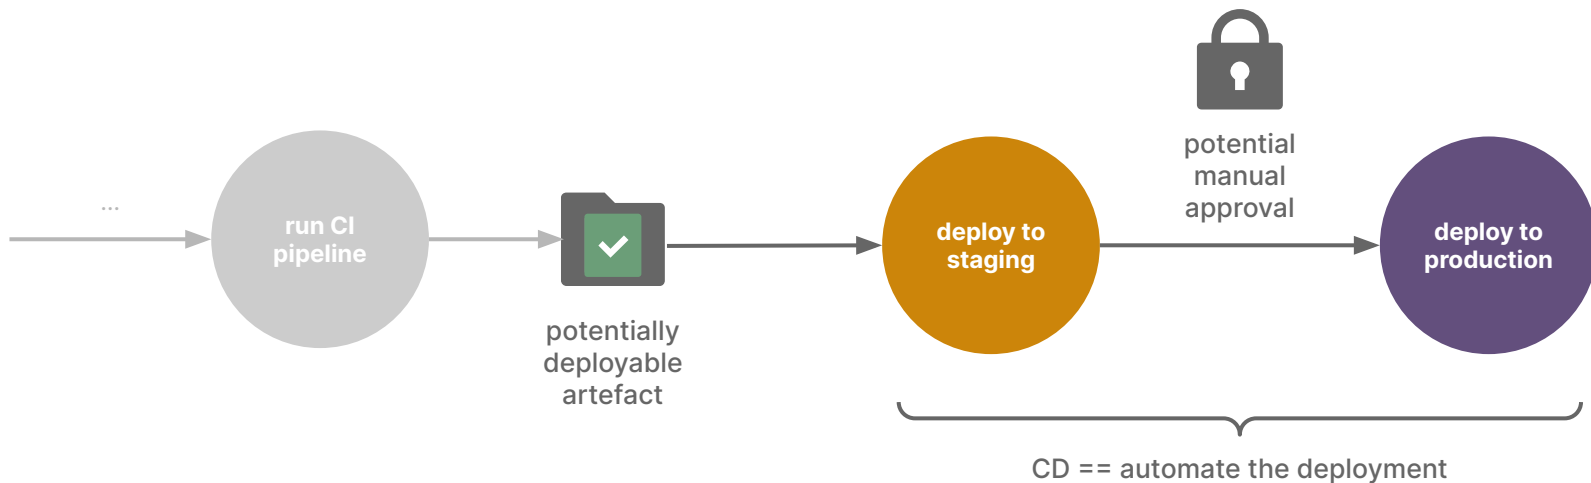 ...
run CI
pipeline
potentially
deployable
artefact
deploy to
staging
potential
manual
approval
deploy to
production
CD == automate the deployment